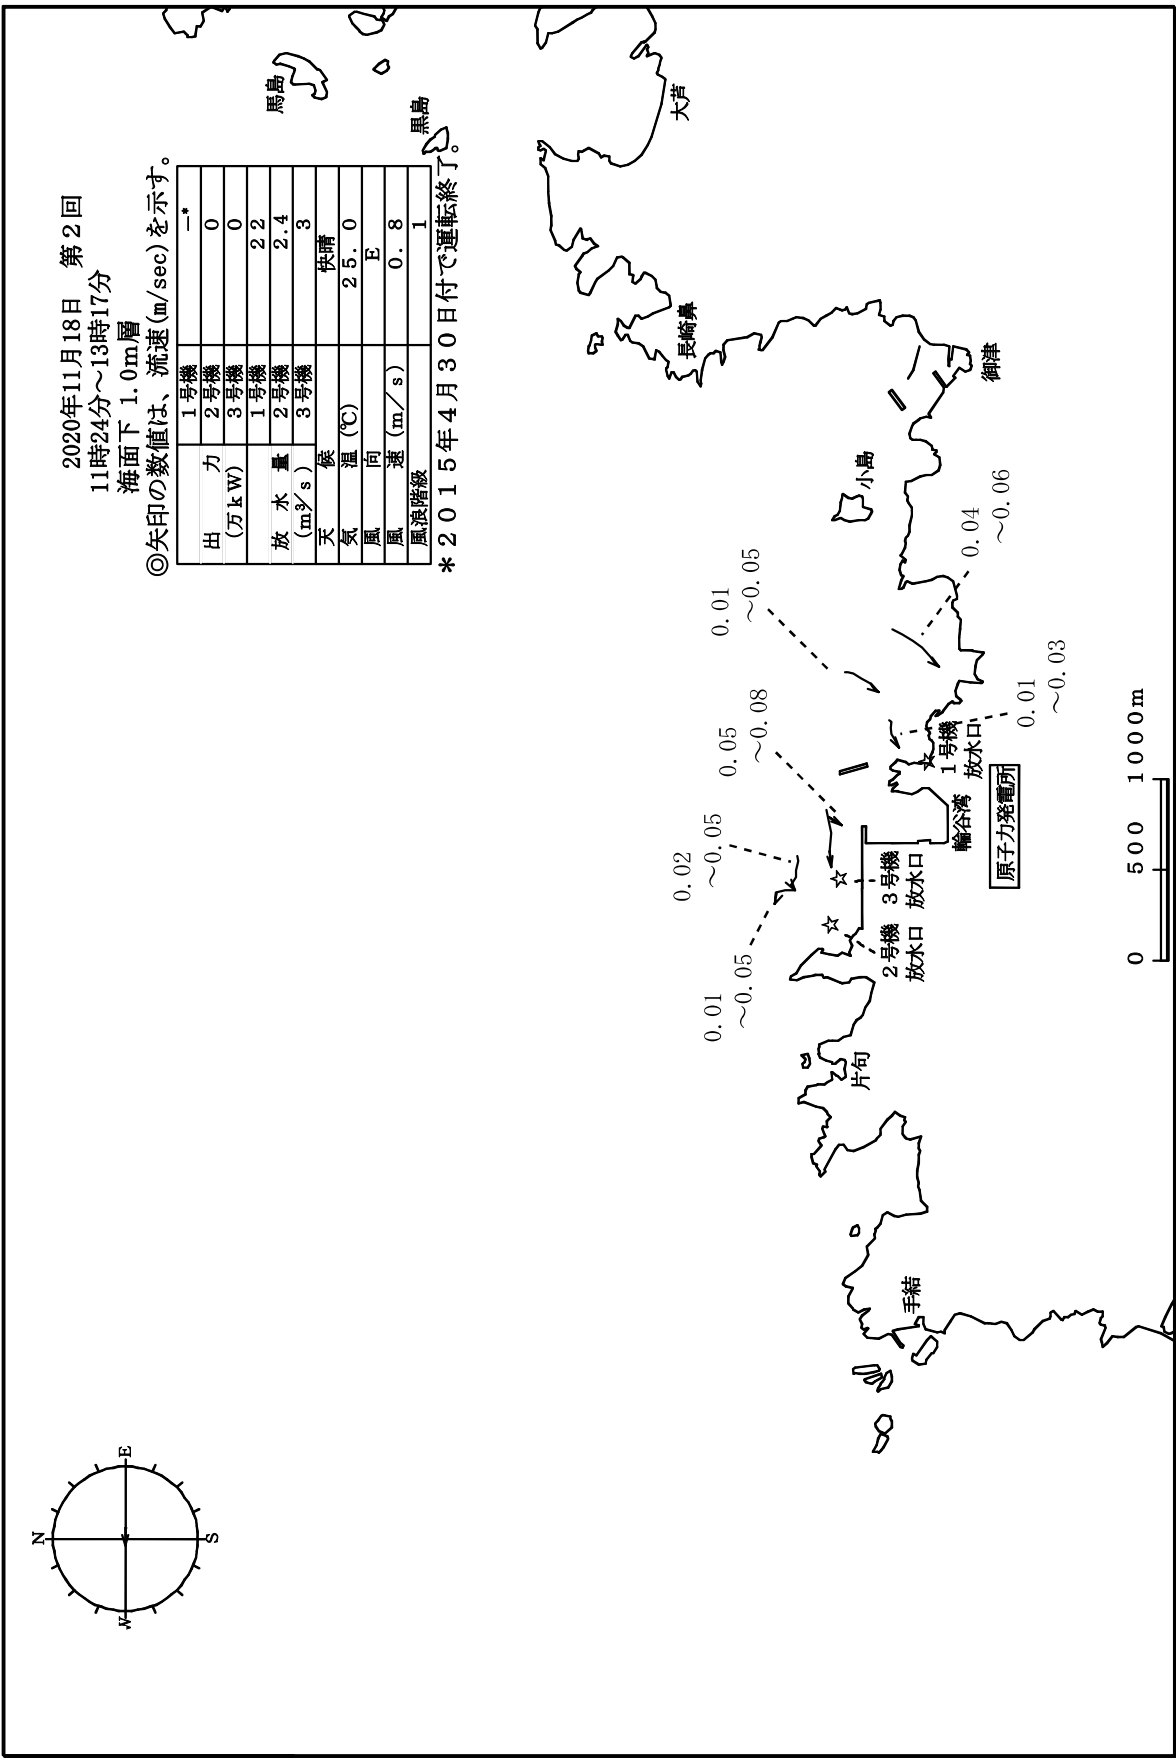 2020年11月18日 第2回
11時24分～13時17分
海面下 1.0m層
◎矢印の数値は、流速(m/sec)を示す。
1号機 －*
出力 2号機 0
(万kW) 3号機 0
1号機 22
放水量 2号機 2.4
(m³/s) 3号機 3
天候 快晴
気温(℃) 25.0
風向 E
風速(m/s) 0.8
風浪階級 1
*2015年4月30日付で運転終了。
N
W
E
S
馬島
黒島
大芦
長崎鼻
御津
小島
0.01
～0.05
0.04
～0.06
0.05
～0.08
0.01
～0.03
0.02
～0.05
0.01
～0.05
1号機
放水口
輪谷湾
原子力発電所
3号機
放水口
2号機
放水口
片句
手結
0 500 1000m